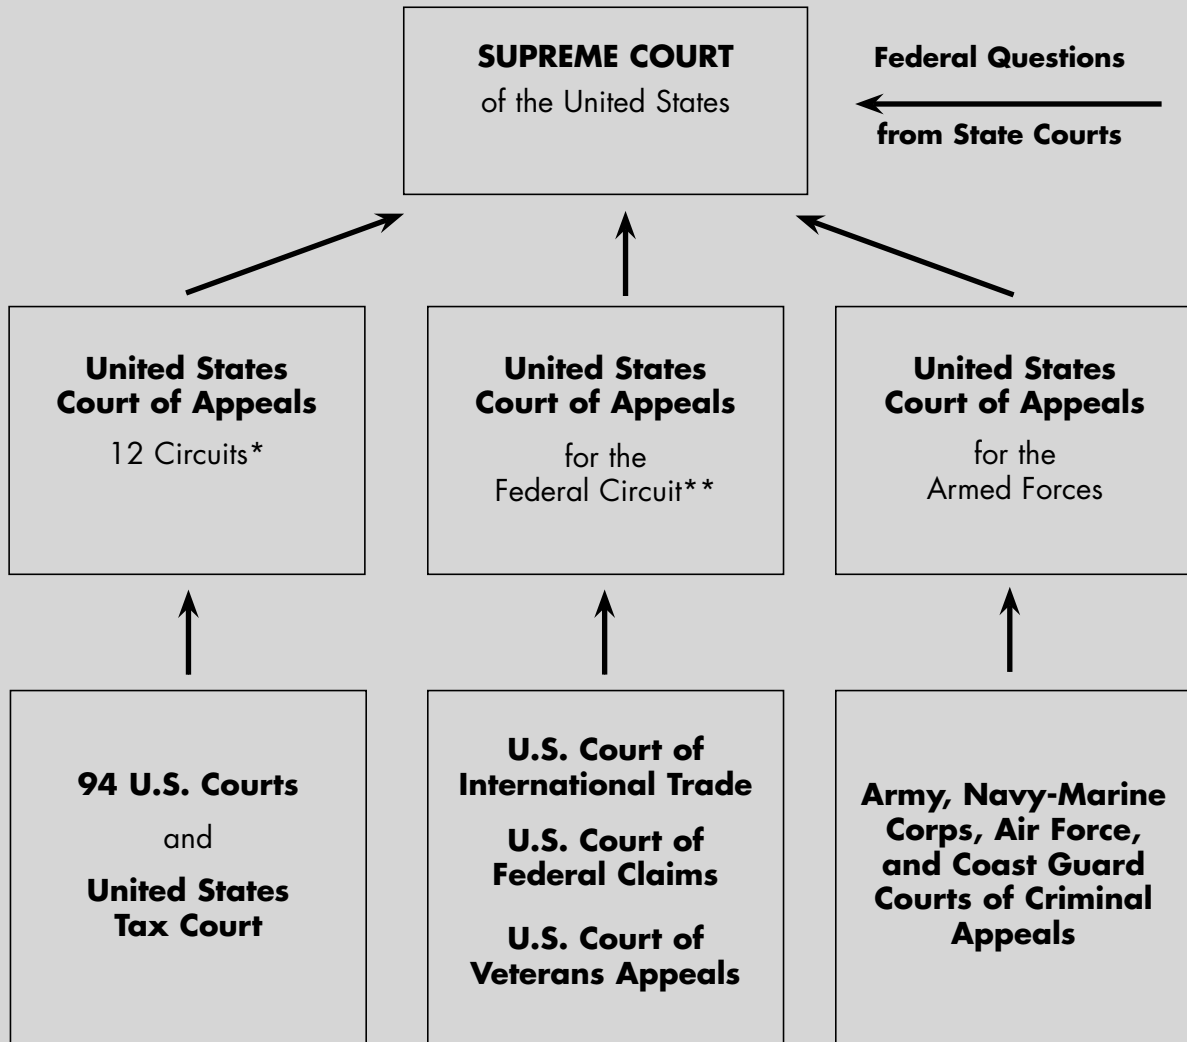 SUPREME COURT
of the United States
Federal Questions
from State Courts
United States
Court of Appeals
12 Circuits*
United States
Court of Appeals
for the
Federal Circuit**
United States
Court of Appeals
for the
Armed Forces
94 U.S. Courts
and
United States
Tax Court
U.S. Court of
International Trade
U.S. Court of
Federal Claims
U.S. Court of
Veterans Appeals
Army, Navy-Marine
Corps, Air Force,
and Coast Guard
Courts of Criminal
Appeals